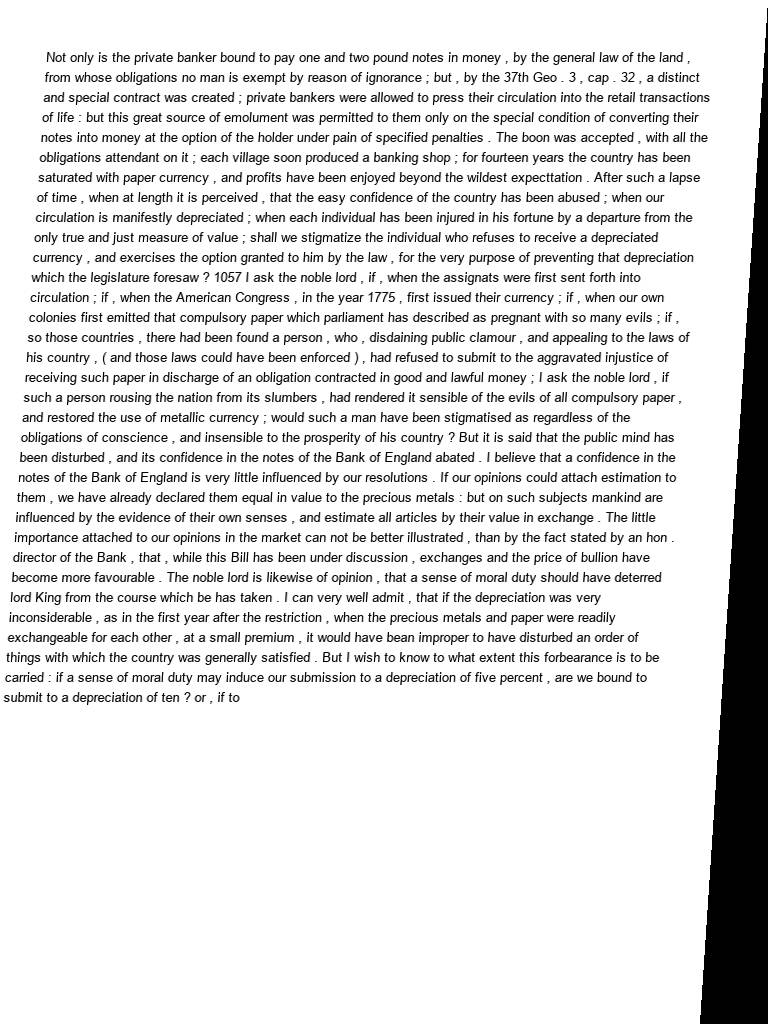 Not only is the private banker bound to pay one and two pound notes in money , by the general law of the land ,
from whose obligations no man is exempt by reason of ignorance ; but , by the 37th Geo . 3 , cap . 32 , a distinct
and special contract was created ; private bankers were allowed to press their circulation into the retail transactions
of life : but this great source of emolument was permitted to them only on the special condition of converting their
notes into money at the option of the holder under pain of specified penalties . The boon was accepted , with all the
obligations attendant on it ; each village soon produced a banking shop ; for fourteen years the country has been
saturated with paper currency , and profits have been enjoyed beyond the wildest expecttation . After such a lapse
of time , when at length it is perceived , that the easy confidence of the country has been abused ; when our
circulation is manifestly depreciated ; when each individual has been injured in his fortune by a departure from the
only true and just measure of value ; shall we stigmatize the individual who refuses to receive a depreciated
currency , and exercises the option granted to him by the law , for the very purpose of preventing that depreciation
which the legislature foresaw ? 1057 I ask the noble lord , if , when the assignats were first sent forth into
circulation ; if , when the American Congress , in the year 1775 , first issued their currency ; if , when our own
colonies first emitted that compulsory paper which parliament has described as pregnant with so many evils ; if ,
so those countries , there had been found a person , who , disdaining public clamour , and appealing to the laws of
his country , ( and those laws could have been enforced ) , had refused to submit to the aggravated injustice of
receiving such paper in discharge of an obligation contracted in good and lawful money ; I ask the noble lord , if
such a person rousing the nation from its slumbers , had rendered it sensible of the evils of all compulsory paper ,
and restored the use of metallic currency ; would such a man have been stigmatised as regardless of the
obligations of conscience , and insensible to the prosperity of his country ? But it is said that the public mind has
been disturbed , and its confidence in the notes of the Bank of England abated . I believe that a confidence in the
notes of the Bank of England is very little influenced by our resolutions . If our opinions could attach estimation to
them , we have already declared them equal in value to the precious metals : but on such subjects mankind are
influenced by the evidence of their own senses , and estimate all articles by their value in exchange . The little
importance attached to our opinions in the market can not be better illustrated , than by the fact stated by an hon .
director of the Bank , that , while this Bill has been under discussion , exchanges and the price of bullion have
become more favourable . The noble lord is likewise of opinion , that a sense of moral duty should have deterred
lord King from the course which be has taken . I can very well admit , that if the depreciation was very
inconsiderable , as in the first year after the restriction , when the precious metals and paper were readily
exchangeable for each other , at a small premium , it would have been improper to have disturbed an order of
things with which the country was generally satisfied . But I wish to know to what extent this forbearance is to be
carried : if a sense of moral duty may induce our submission to a depreciation of five percent , are we bound to
submit to a depreciation of ten ? or , if to